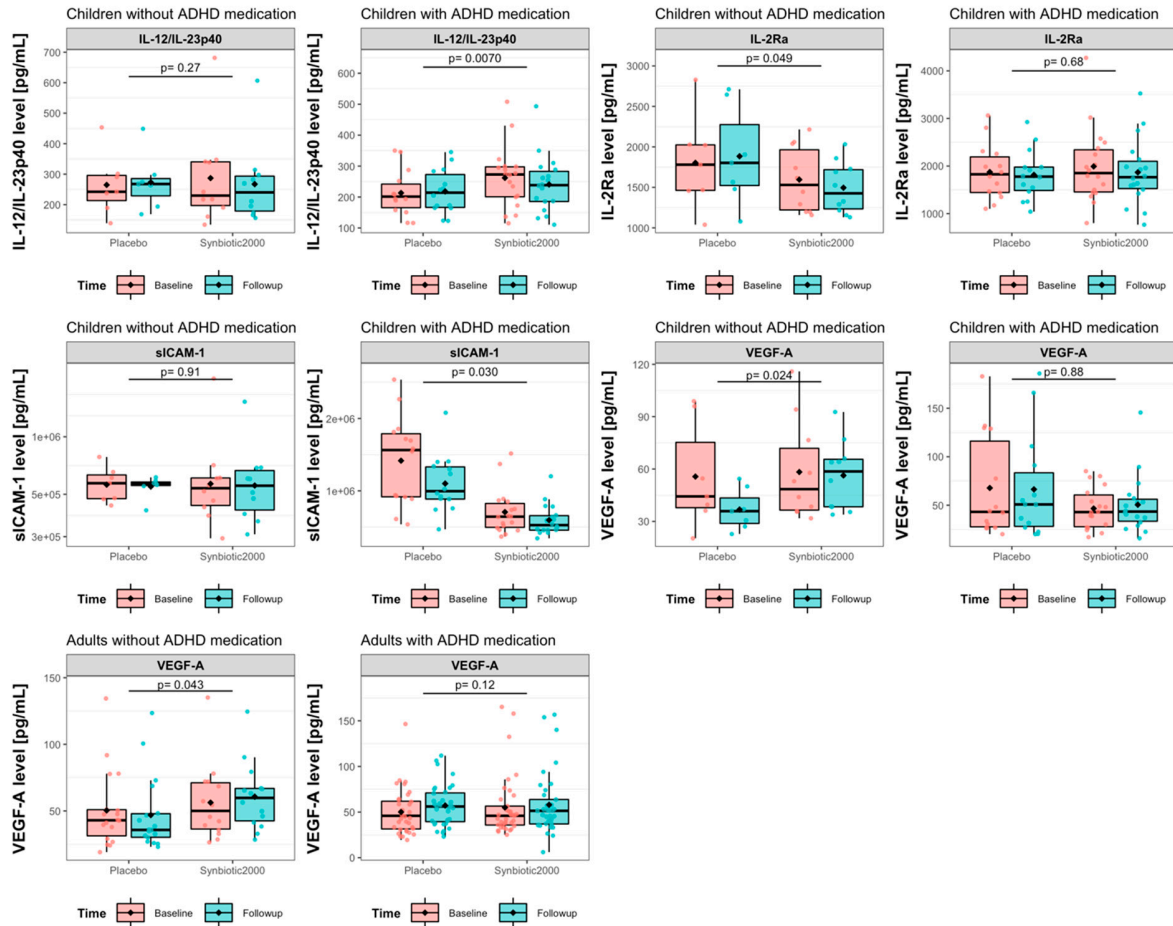 Children without ADHD medication
IL-12/IL-23p40
IL-12/IL-23p40 level [pg/mL]
700
600
500
400
300
200
p= 0.27
Placebo
Synbiotic2000
Time Baseline Followup
Children with ADHD medication
IL-12/IL-23p40
IL-12/IL-23p40 level [pg/mL]
600
500
400
300
200
100
p= 0.0070
Placebo
Synbiotic2000
Time Baseline Followup
Children without ADHD medication
IL-2Ra
IL-2Ra level [pg/mL]
3000
2500
2000
1500
1000
p= 0.049
Placebo
Synbiotic2000
Time Baseline Followup
Children with ADHD medication
IL-2Ra
IL-2Ra level [pg/mL]
4000
3000
2000
1000
p= 0.68
Placebo
Synbiotic2000
Time Baseline Followup
Children without ADHD medication
sICAM-1
sICAM-1 level [pg/mL]
1e+06
5e+05
3e+05
p= 0.91
Placebo
Synbiotic2000
Time Baseline Followup
Children with ADHD medication
sICAM-1
sICAM-1 level [pg/mL]
2e+06
1e+06
p= 0.030
Placebo
Synbiotic2000
Time Baseline Followup
Children without ADHD medication
VEGF-A
VEGF-A level [pg/mL]
120
90
60
30
p= 0.024
Placebo
Synbiotic2000
Time Baseline Followup
Children with ADHD medication
VEGF-A
VEGF-A level [pg/mL]
150
100
50
p= 0.88
Placebo
Synbiotic2000
Time Baseline Followup
Adults without ADHD medication
VEGF-A
VEGF-A level [pg/mL]
150
100
50
p= 0.043
Placebo
Synbiotic2000
Time Baseline Followup
Adults with ADHD medication
VEGF-A
VEGF-A level [pg/mL]
150
100
50
0
p= 0.12
Placebo
Synbiotic2000
Time Baseline Followup